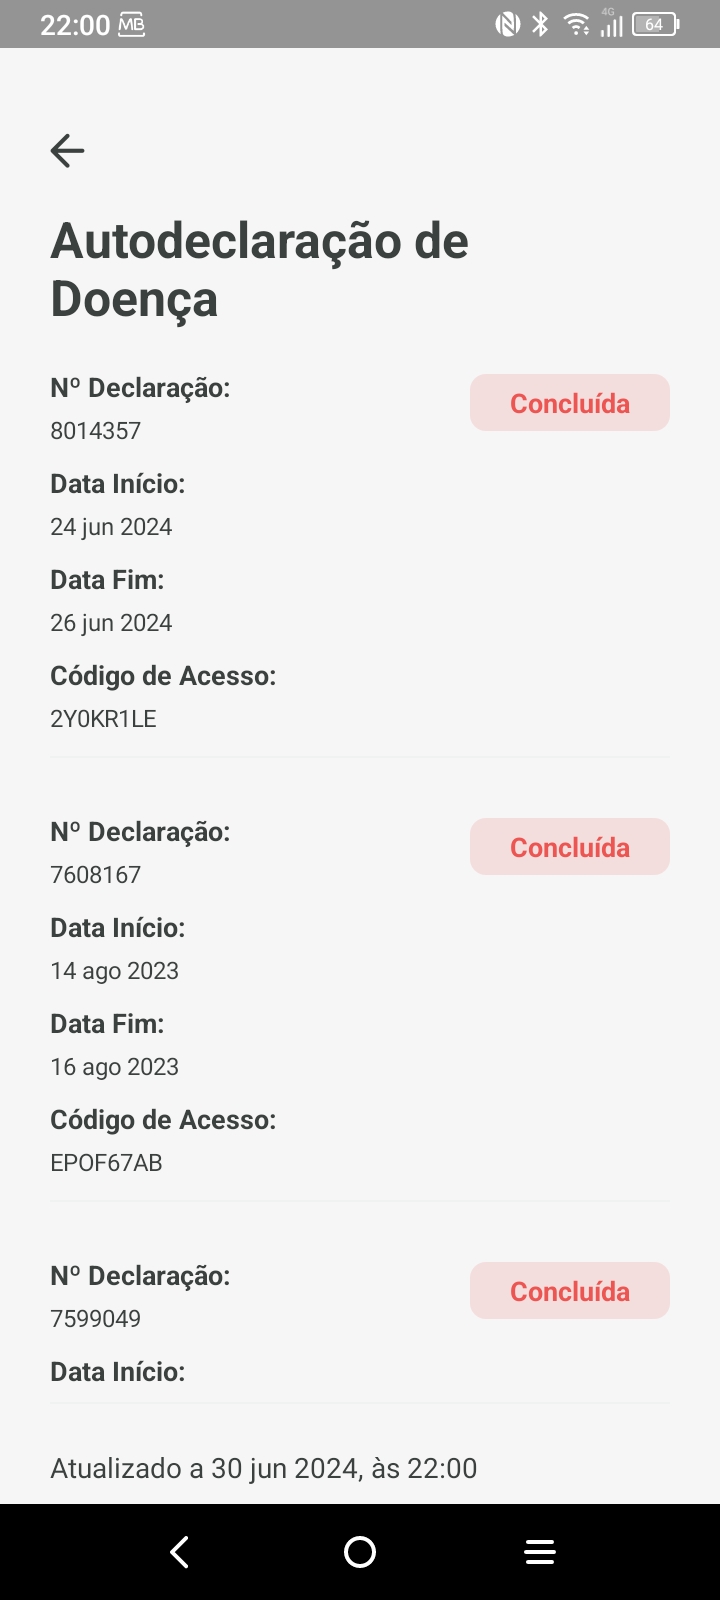 22:00 MB 4G 64
Autodeclaração de
Doença
Nº Declaração:
Concluída
8014357
Data Início:
24 jun 2024
Data Fim:
26 jun 2024
Código de Acesso:
2Y0KR1LE
Nº Declaração:
Concluída
7608167
Data Início:
14 ago 2023
Data Fim:
16 ago 2023
Código de Acesso:
EPOF67AB
Nº Declaração:
Concluída
7599049
Data Início:
Atualizado a 30 jun 2024, às 22:00